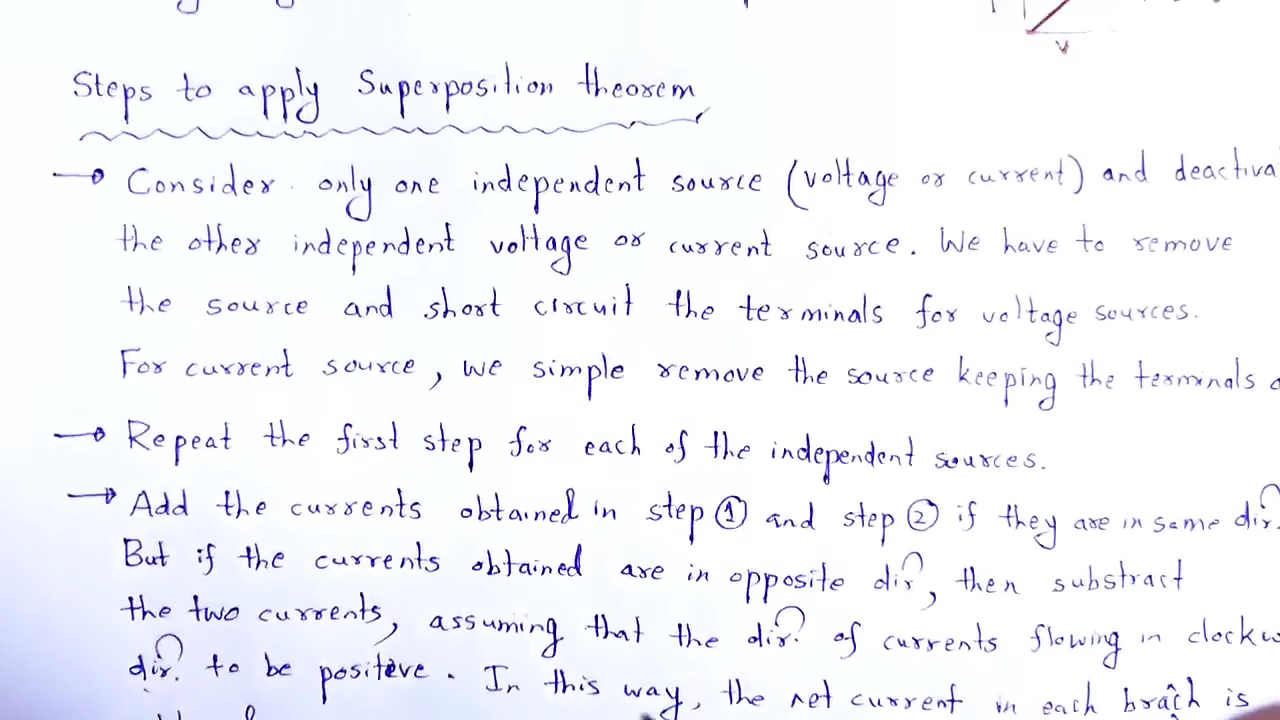 V
Steps to apply Superposition theorem
Consider only one independent source (voltage or current) and deactiva
the other independent voltage or current source. We have to remove
the source and short circuit the terminals for voltage sources.
For current source, we simple remove the source keeping the terminals
Repeat the first step for each of the independent sources.
Add the currents obtained in step ① and step ② if they are in same dirⁿ.
But if the currents obtained are in opposite dirⁿ, then substract
the two currents, assuming that the dirⁿ. of currents flowing in clockw
dirⁿ. to be positive. In this way, the net current in each brach is